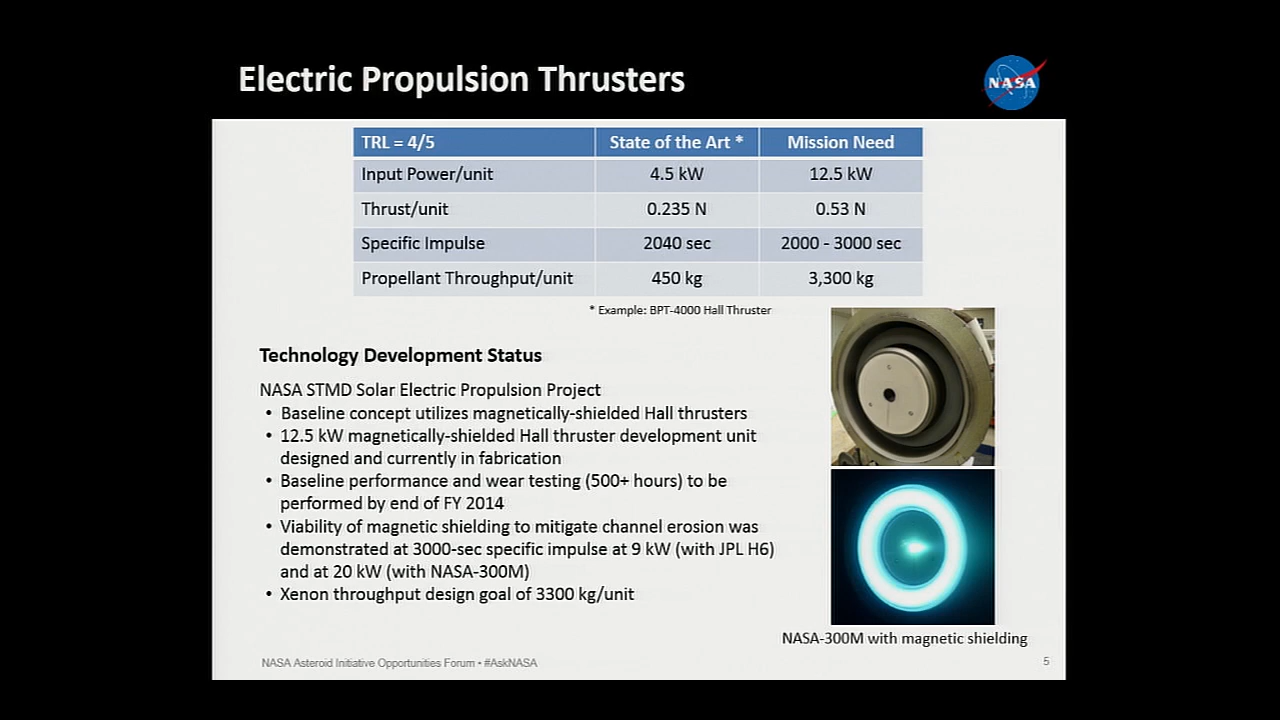 Electric Propulsion Thrusters
NASA
TRL = 4/5 State of the Art * Mission Need
Input Power/unit 4.5 kW 12.5 kW
Thrust/unit 0.235 N 0.53 N
Specific Impulse 2040 sec 2000 - 3000 sec
Propellant Throughput/unit 450 kg 3,300 kg
* Example: BPT-4000 Hall Thruster
Technology Development Status
NASA STMD Solar Electric Propulsion Project
• Baseline concept utilizes magnetically-shielded Hall thrusters
• 12.5 kW magnetically-shielded Hall thruster development unit
designed and currently in fabrication
• Baseline performance and wear testing (500+ hours) to be
performed by end of FY 2014
• Viability of magnetic shielding to mitigate channel erosion was
demonstrated at 3000-sec specific impulse at 9 kW (with JPL H6)
and at 20 kW (with NASA-300M)
• Xenon throughput design goal of 3300 kg/unit
NASA-300M with magnetic shielding
NASA Asteroid Initiative Opportunities Forum • #AskNASA
5